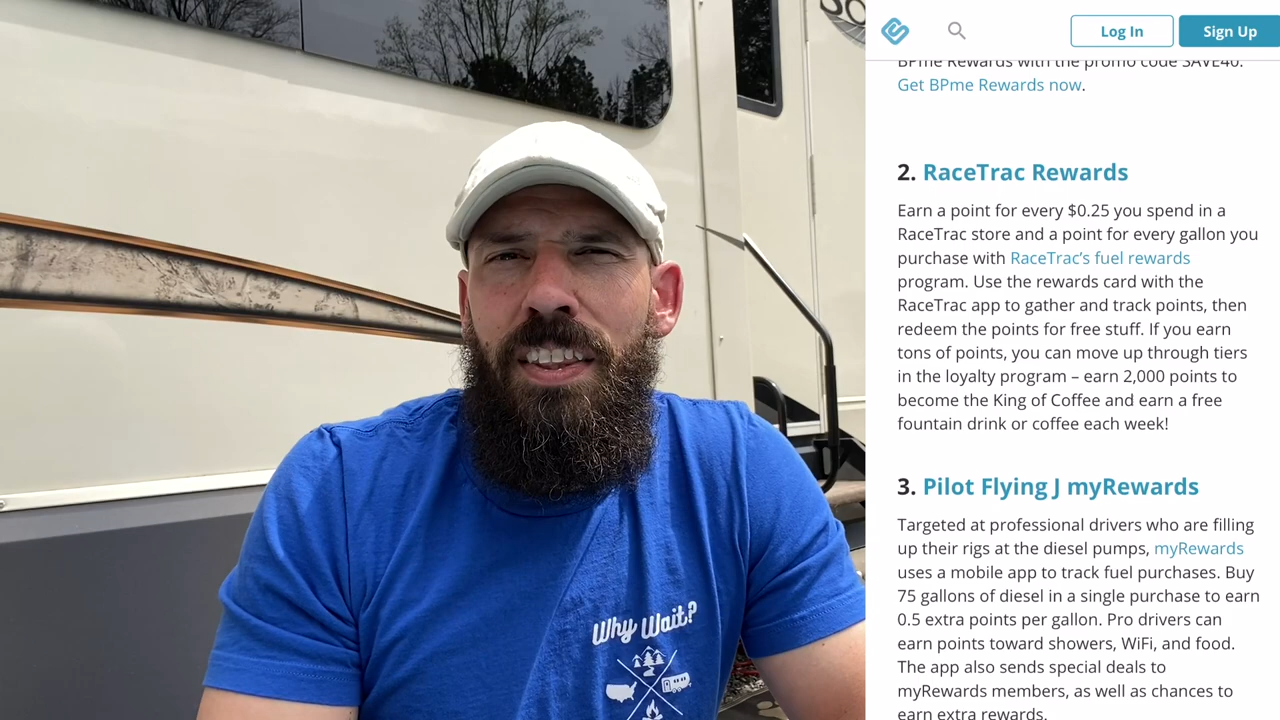 Why Wait?
Log In
Sign Up
BPme Rewards with the promo code SAVE40.
Get BPme Rewards now.
2. RaceTrac Rewards
Earn a point for every $0.25 you spend in a
RaceTrac store and a point for every gallon you
purchase with RaceTrac’s fuel rewards
program. Use the rewards card with the
RaceTrac app to gather and track points, then
redeem the points for free stuff. If you earn
tons of points, you can move up through tiers
in the loyalty program – earn 2,000 points to
become the King of Coffee and earn a free
fountain drink or coffee each week!
3. Pilot Flying J myRewards
Targeted at professional drivers who are filling
up their rigs at the diesel pumps, myRewards
uses a mobile app to track fuel purchases. Buy
75 gallons of diesel in a single purchase to earn
0.5 extra points per gallon. Pro drivers can
earn points toward showers, WiFi, and food.
The app also sends special deals to
myRewards members, as well as chances to
earn extra rewards.